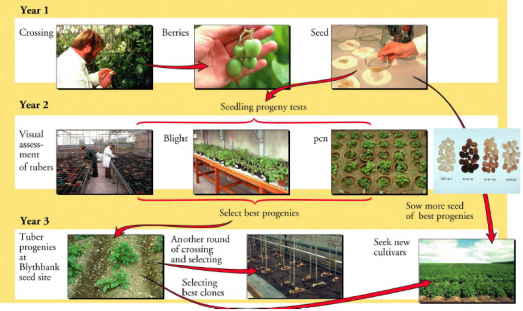 Year 1
Crossing
Berries
Seed
Year 2
Seedling progeny tests
Visual
assess-
ment
of tubers
Blight
pcn
Sow more seed
of best progenies
Select best progenies
Year 3
Tuber
progenies
at
Blythbank
seed site
Another round
of crossing
and selecting
Selecting
best clones
Seek new
cultivars